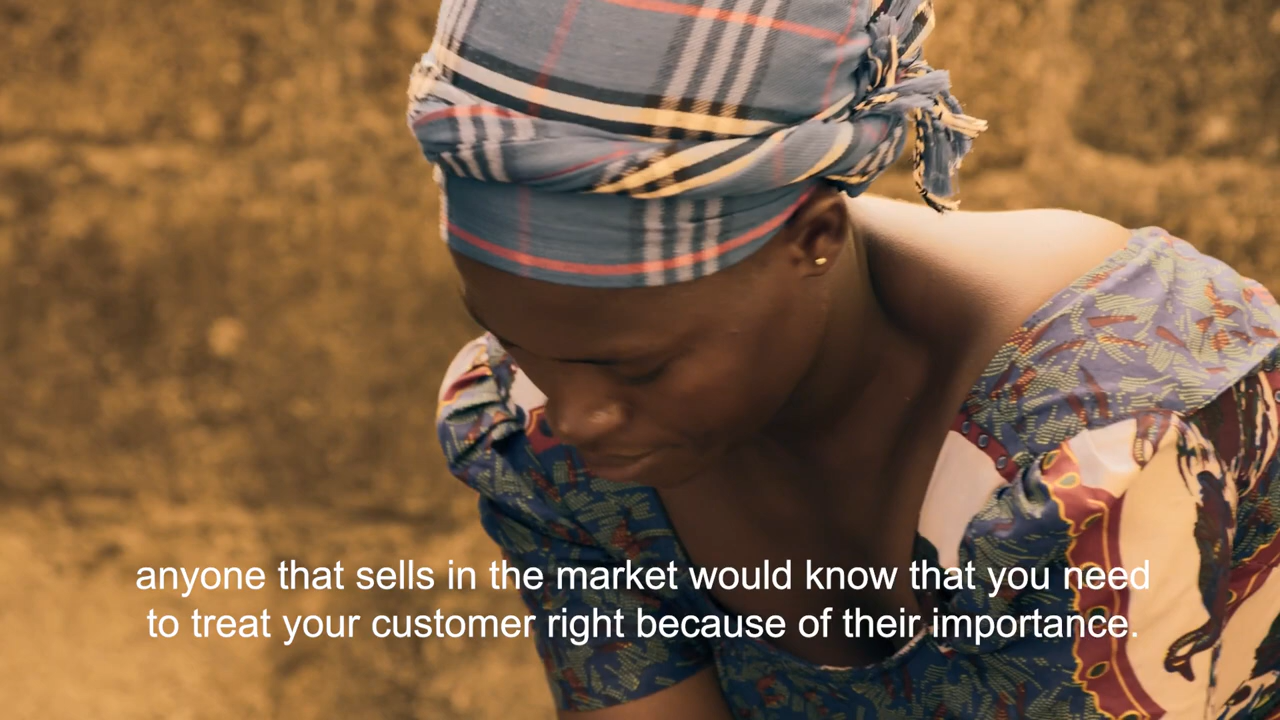 anyone that sells in the market would know that you need
to treat your customer right because of their importance.